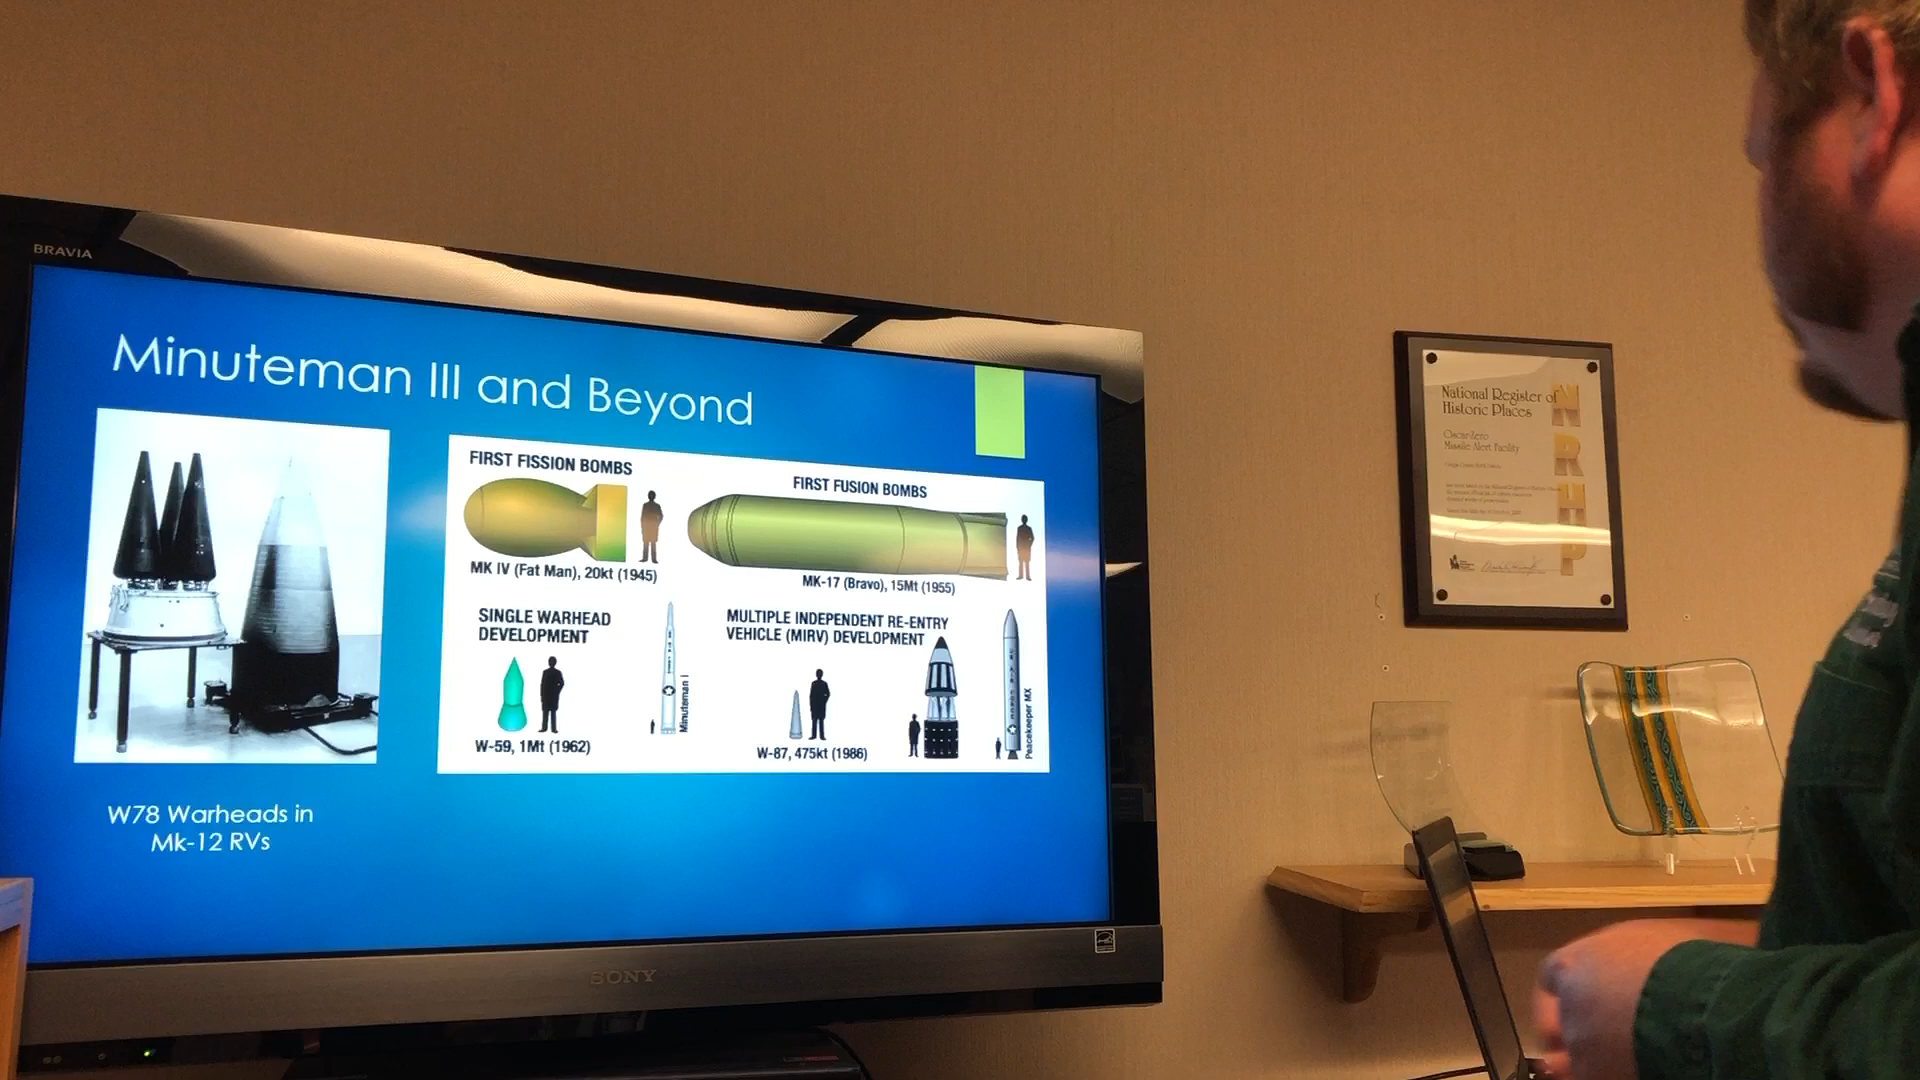 BRAVIA
Minuteman III and Beyond
FIRST FISSION BOMBS
MK IV (Fat Man), 20kt (1945)
FIRST FUSION BOMBS
MK-17 (Bravo), 15Mt (1955)
SINGLE WARHEAD
DEVELOPMENT
W-59, 1Mt (1962)
Minuteman I
MULTIPLE INDEPENDENT RE-ENTRY
VEHICLE (MIRV) DEVELOPMENT
W-87, 475kt (1986)
U.S. AIR FORCE
Peacekeeper MX
W78 Warheads in
Mk-12 RVs
SONY
National Register of
Historic Places
Oscar-Zero
Missile Alert Facility
NRHP